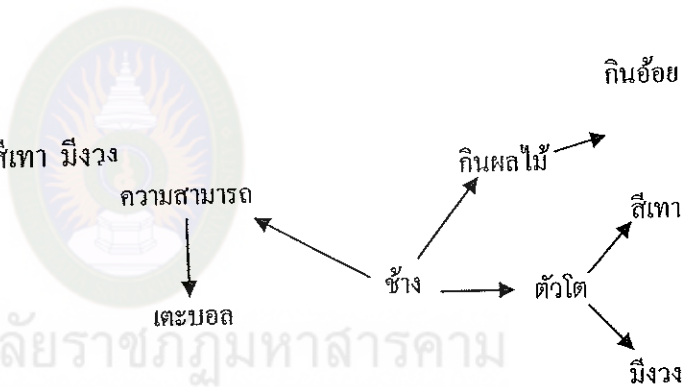 กินอ้อย
สีเทา มีงวง
กินผลไม้
ความสามารถ
สีเทา
ช้าง
ตัวโต
เตะบอล
มีงวง
ลัยราชภัฏมหาสารคาม